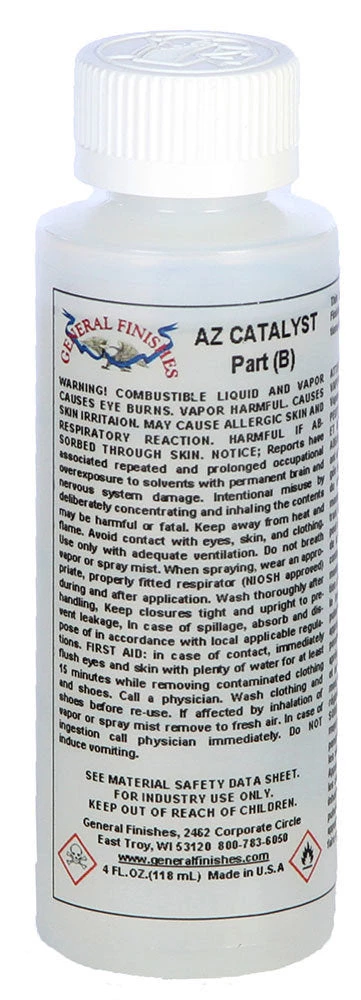 GENERAL FINISHES
AZ CATALYST
Part (B)
WARNING! COMBUSTIBLE LIQUID AND VAPOR
CAUSES EYE BURNS. VAPOR HARMFUL. CAUSES
SKIN IRRITAION. MAY CAUSE ALLERGIC SKIN AND
RESPIRATORY REACTION. HARMFUL IF AB-
SORBED THROUGH SKIN. NOTICE; Reports have
associated repeated and prolonged occupational
overexposure to solvents with permanent brain and
nervous system damage. Intentional misuse by
deliberately concentrating and inhaling the contents
may be harmful or fatal. Keep away from heat and
flame. Avoid contact with eyes, skin, and clothing.
Use only with adequate ventilation. Do not breath
vapor or spray mist. When spraying, wear an appro-
priate, properly fitted respirator (NIOSH approved)
during and after application. Wash thoroughly after
handling, Keep closures tight and upright to pre-
vent leakage, In case of spillage, absorb and dis-
pose of in accordance with local applicable regula-
tions. FIRST AID: in case of contact, immediately
flush eyes and skin with plenty of water for at least
15 minutes while removing contaminated clothing
and shoes. Call a physician. Wash clothing and
shoes before re-use. If affected by inhalation of
vapor or spray mist remove to fresh air. In case of
ingestion call physician immediately. Do NOT
induce vomiting.
SEE MATERIAL SAFETY DATA SHEET.
FOR INDUSTRY USE ONLY.
KEEP OUT OF REACH OF CHILDREN.
General Finishes, 2462 Corporate Circle
East Troy, WI 53120 800-783-6050
www.generalfinishes.com
4 FL.OZ.(118 mL) Made in U.S.A